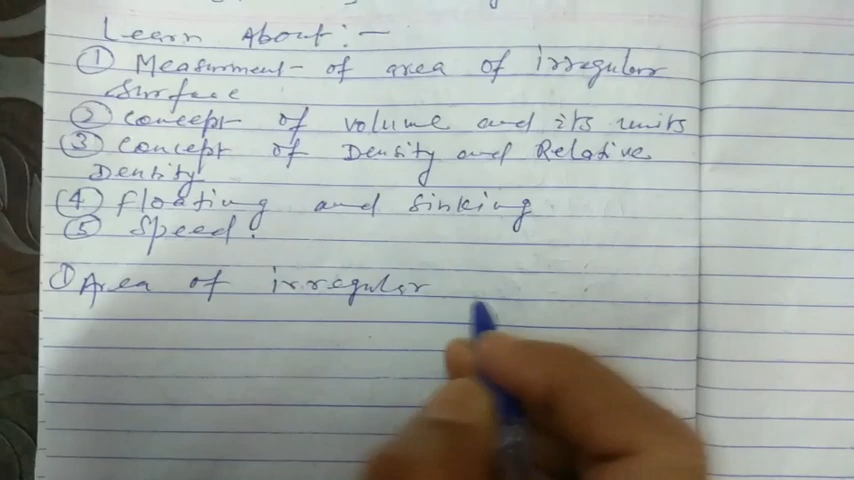 Learn About:-
① Measurment of area of irregular
Surface
② Concept of volume and its units
③ Concept of Density and Relative
Density
④ floating and sinking
⑤ Speed.
① Area of irregular